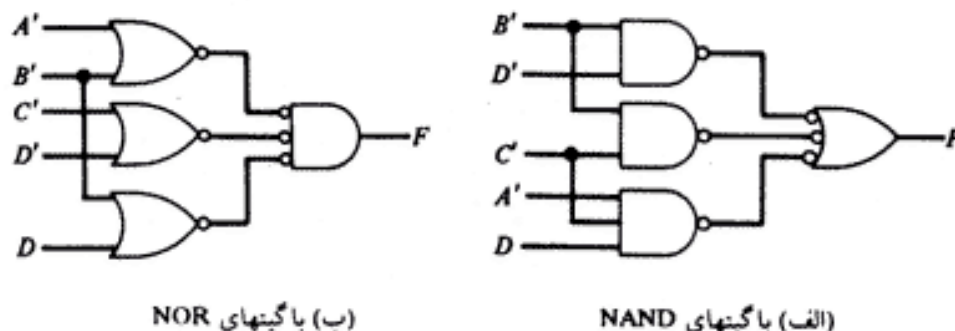 A'
B'
C'
D'
D
F
B'
D'
C'
A'
D
F
(ب) با گیتهای NOR
(الف) با گیتهای NAND